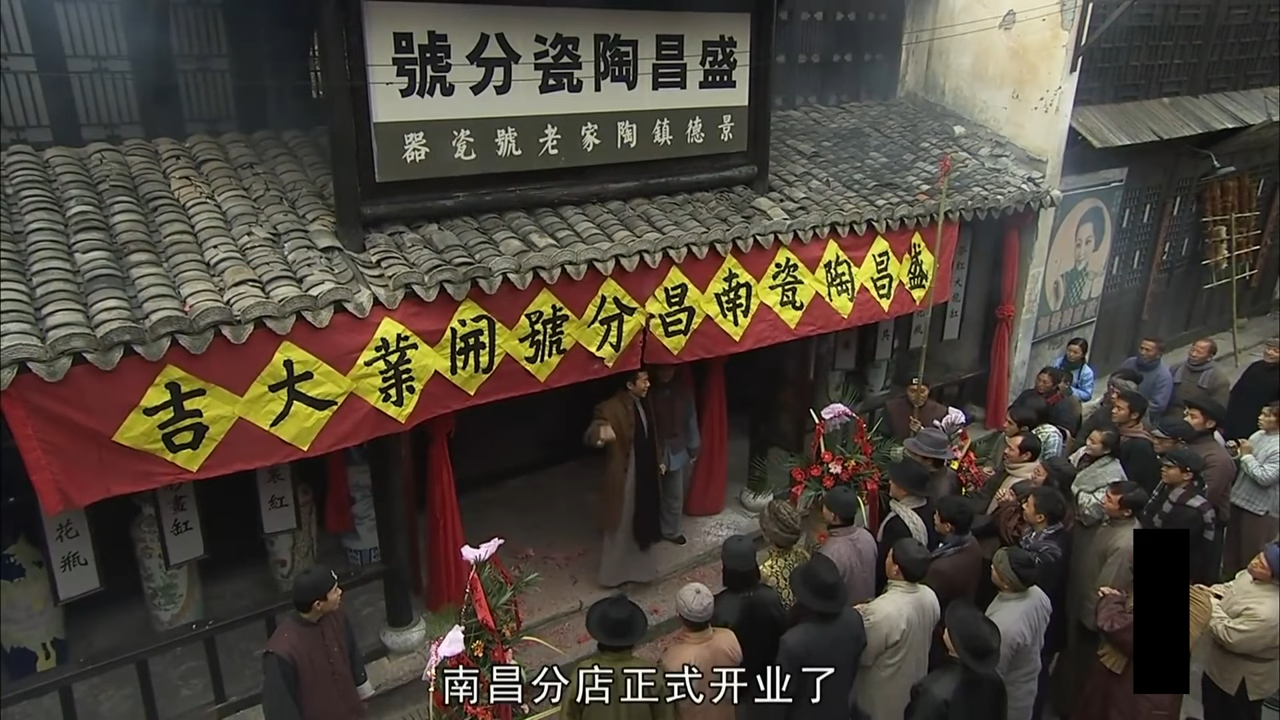 盛昌陶瓷分號
景德鎮陶家老號瓷器
盛昌陶瓷南昌分號開業大吉
花瓶
南昌分店正式开业了